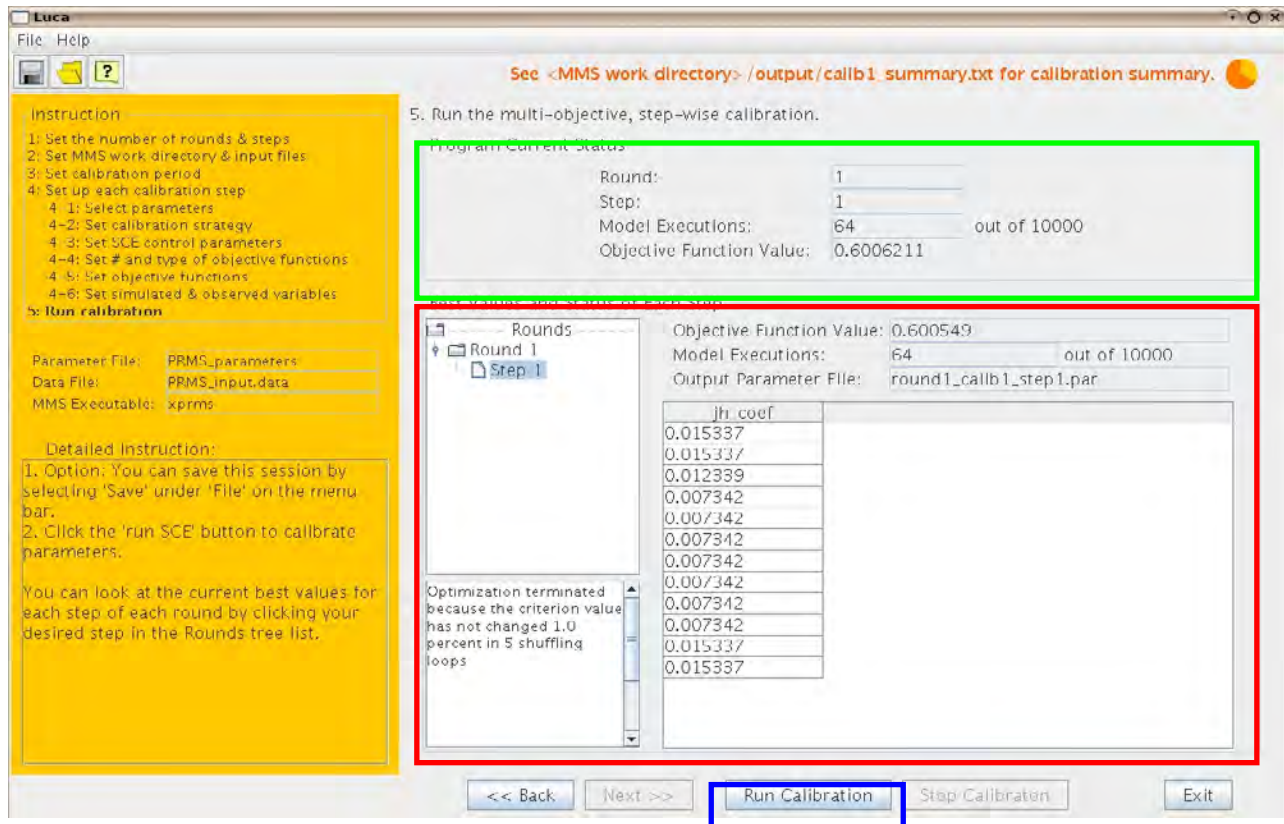 Luca
File Help
See <MMS work directory> /output/calib1_summary.txt for calibration summary.
Instruction
1: Set the number of rounds & steps
2: Set MMS work directory & input files
3: Set calibration period
4: Set up each calibration step
4-1: Select parameters
4-2: Set calibration strategy
4-3: Set SCE control parameters
4-4: Set # and type of objective functions
4-5: Set objective functions
4-6: Set simulated & observed variables
5: Run calibration
Parameter File: PRMS_parameters
Data File: PRMS_input.data
MMS Executable: xprms
Detailed Instruction:
1. Option: You can save this session by
selecting 'Save' under 'File' on the menu
bar.
2. Click the 'run SCE' button to calibrate
parameters.
You can look at the current best values for
each step of each round by clicking your
desired step in the Rounds tree list.
5. Run the multi-objective, step-wise calibration.
Program Current Status
Round: 1
Step: 1
Model Executions: 64 out of 10000
Objective Function Value: 0.6006211
Best Values and Status of Each Step
Rounds
Round 1
Step 1
Optimization terminated
because the criterion value
has not changed 1.0
percent in 5 shuffling
loops
Objective Function Value: 0.600549
Model Executions: 64 out of 10000
Output Parameter File: round1_calib1_step1.par
jh_coef
0.015337
0.015337
0.012339
0.007342
0.007342
0.007342
0.007342
0.007342
0.007342
0.007342
0.015337
0.015337
<< Back
Next >>
Run Calibration
Stop Calibraton
Exit